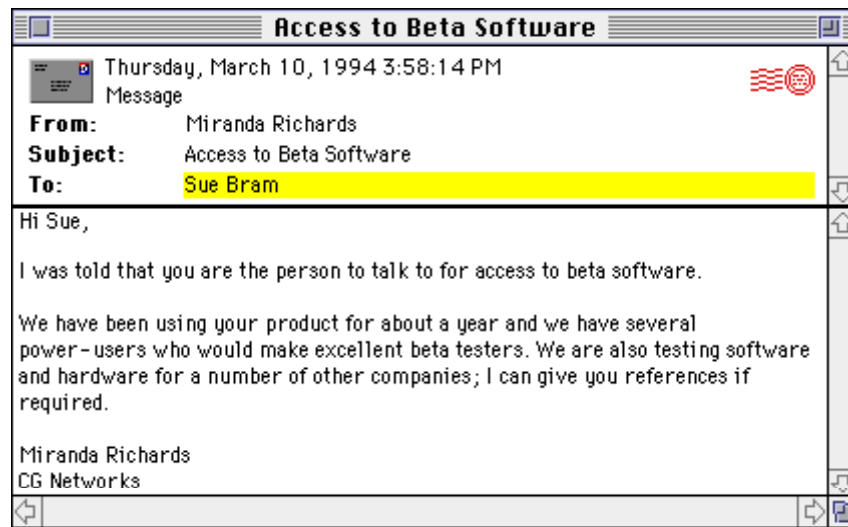 Access to Beta Software
Thursday, March 10, 1994 3:58:14 PM
Message
From: Miranda Richards
Subject: Access to Beta Software
To: Sue Bram
Hi Sue,
I was told that you are the person to talk to for access to beta software.
We have been using your product for about a year and we have several
power-users who would make excellent beta testers. We are also testing software
and hardware for a number of other companies; I can give you references if
required.
Miranda Richards
CG Networks